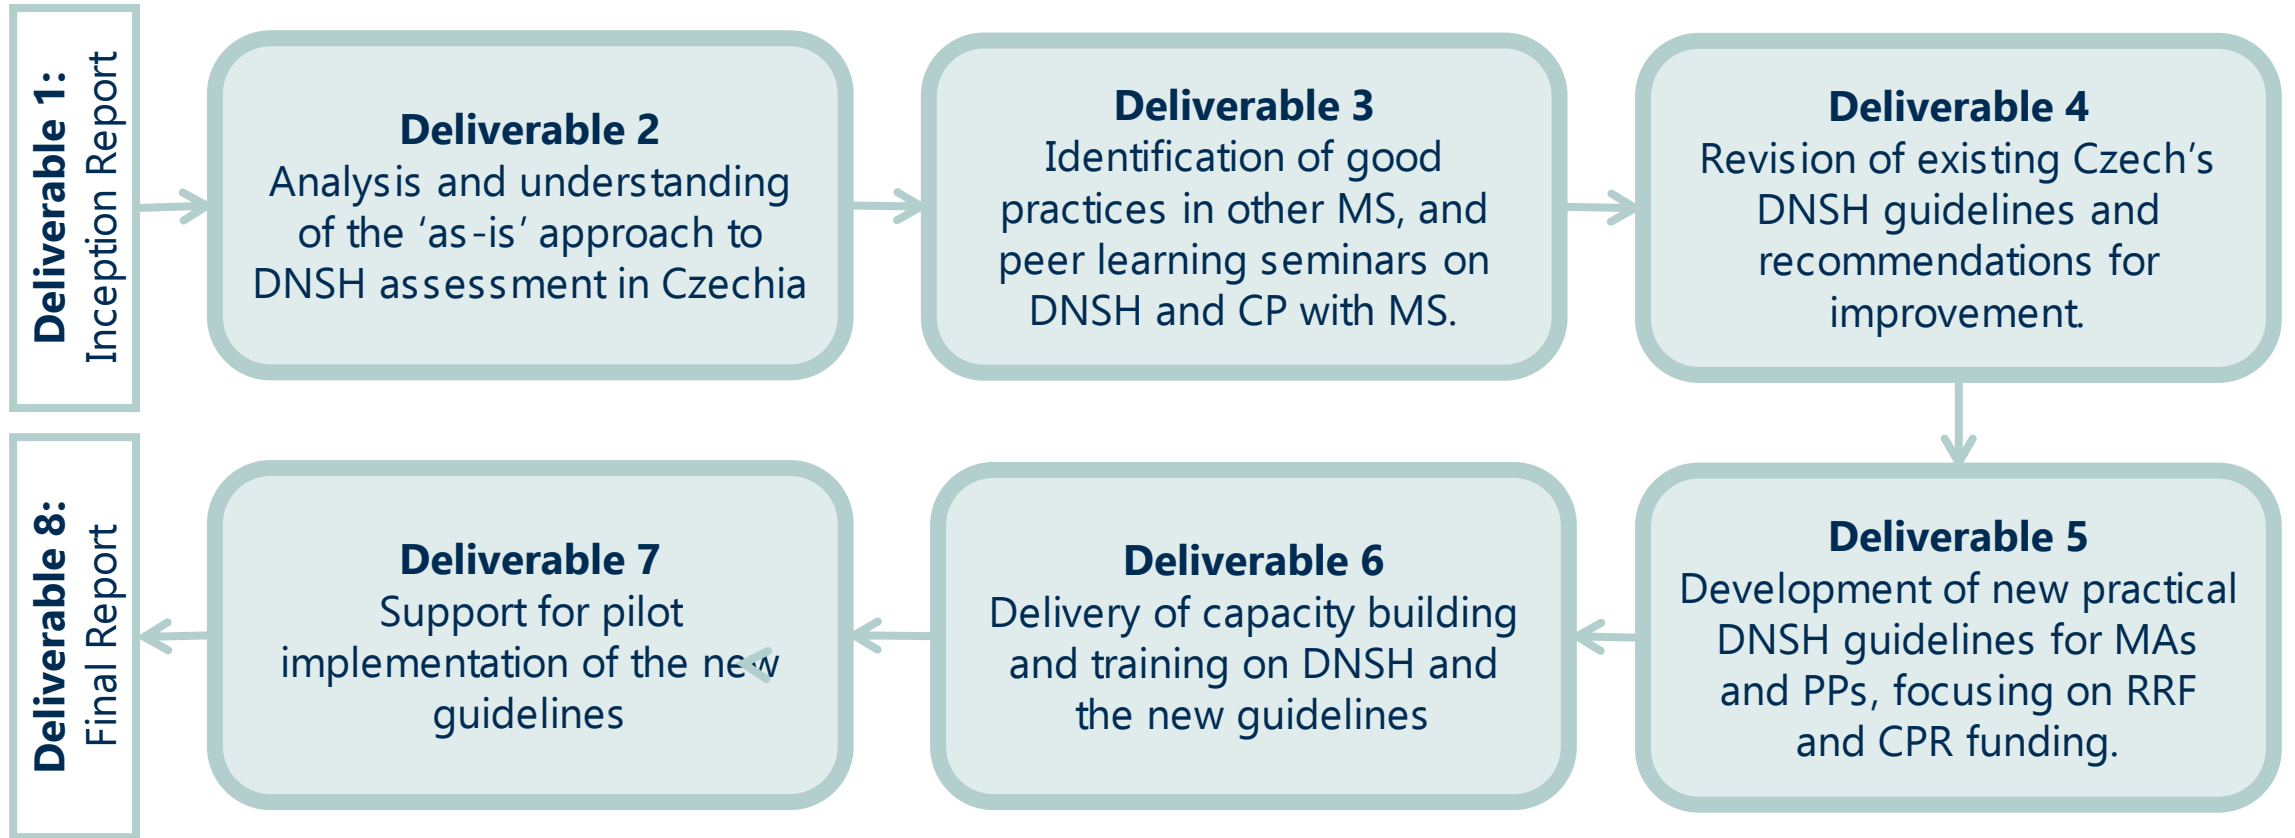 Deliverable 1:
Inception Report
Deliverable 2
Analysis and understanding
of the ‘as-is’ approach to
DNSH assessment in Czechia
Deliverable 3
Identification of good
practices in other MS, and
peer learning seminars on
DNSH and CP with MS.
Deliverable 4
Revision of existing Czech’s
DNSH guidelines and
recommendations for
improvement.
Deliverable 5
Development of new practical
DNSH guidelines for MAs
and PPs, focusing on RRF
and CPR funding.
Deliverable 6
Delivery of capacity building
and training on DNSH and
the new guidelines
Deliverable 7
Support for pilot
implementation of the new
guidelines
Deliverable 8:
Final Report